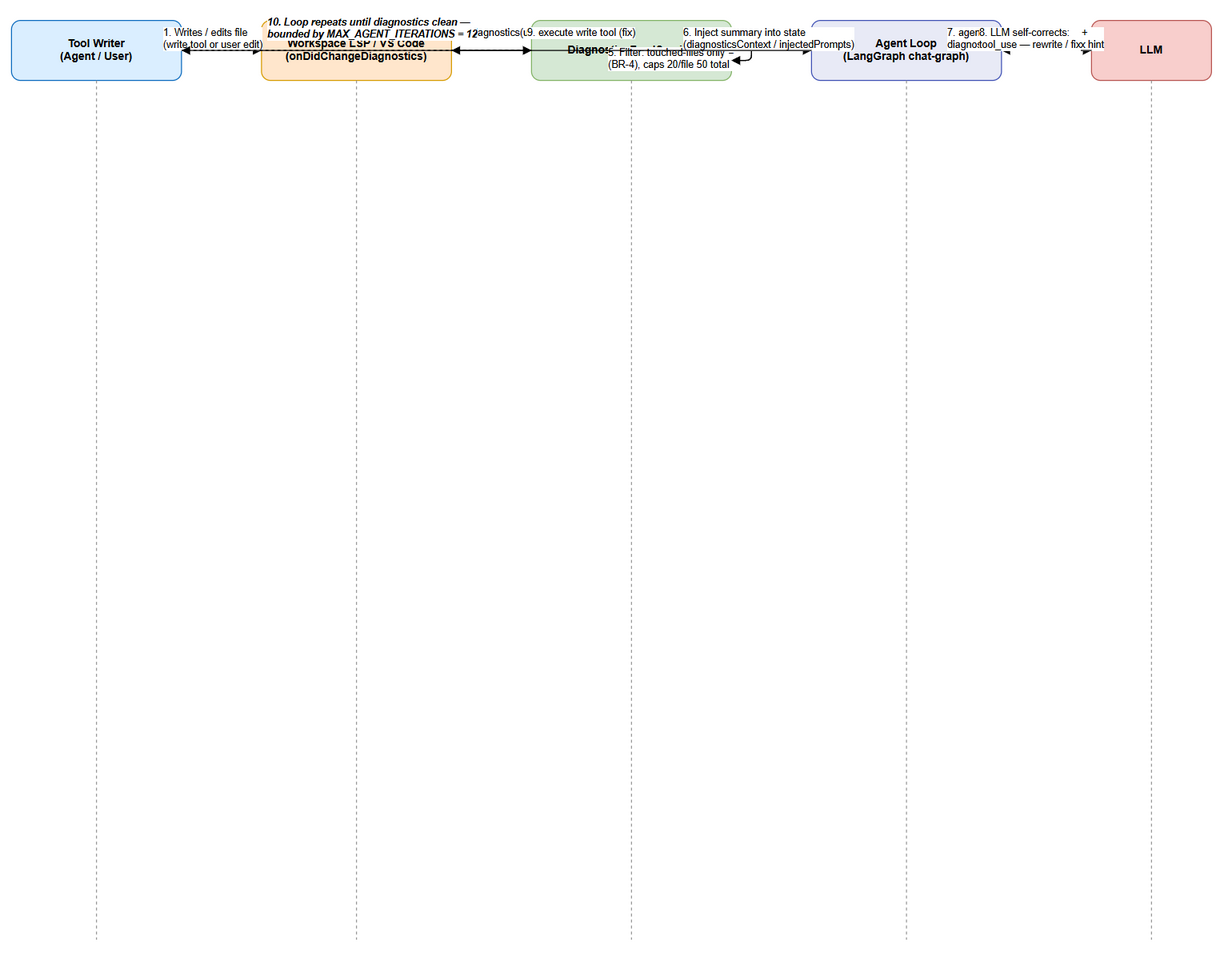 Tool Writer
(Agent / User)
1. Writes / edits file
(write tool or user edit)
10. Loop repeats until diagnostics clean —
bounded by MAX_AGENT_ITERATIONS = 12
Workspace LSP / VS Code
(onDidChangeDiagnostics)
9. execute write tool (fix)
5. Filter: touched-files only
(BR-4), caps 20/file 50 total
6. Inject summary into state
(diagnosticsContext / injectedPrompts)
Agent Loop
(LangGraph chat-graph)
8. LLM self-corrects:
tool_use — rewrite / fix
LLM